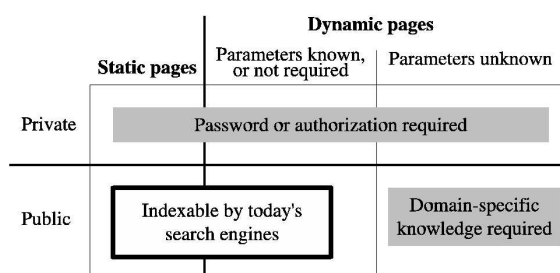 Dynamic pages
Static pages
Parameters known,
or not required
Parameters unknown
Private
Password or authorization required
Public
Indexable by today's
search engines
Domain-specific
knowledge required